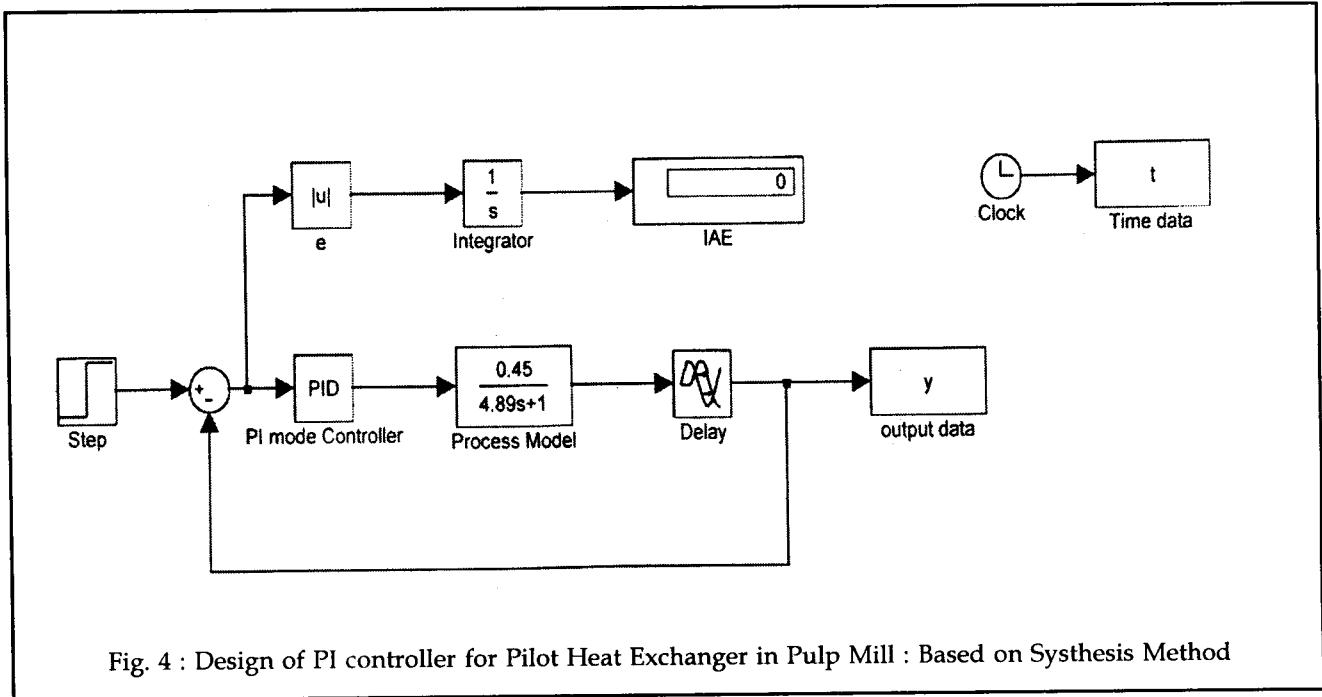 |u|
e
1
s
Integrator
0
IAE
Clock
t
Time data
Step
+
-
PID
PI mode Controller
0.45
4.89s+1
Process Model
Delay
y
output data
Fig. 4 : Design of PI controller for Pilot Heat Exchanger in Pulp Mill : Based on Systhesis Method